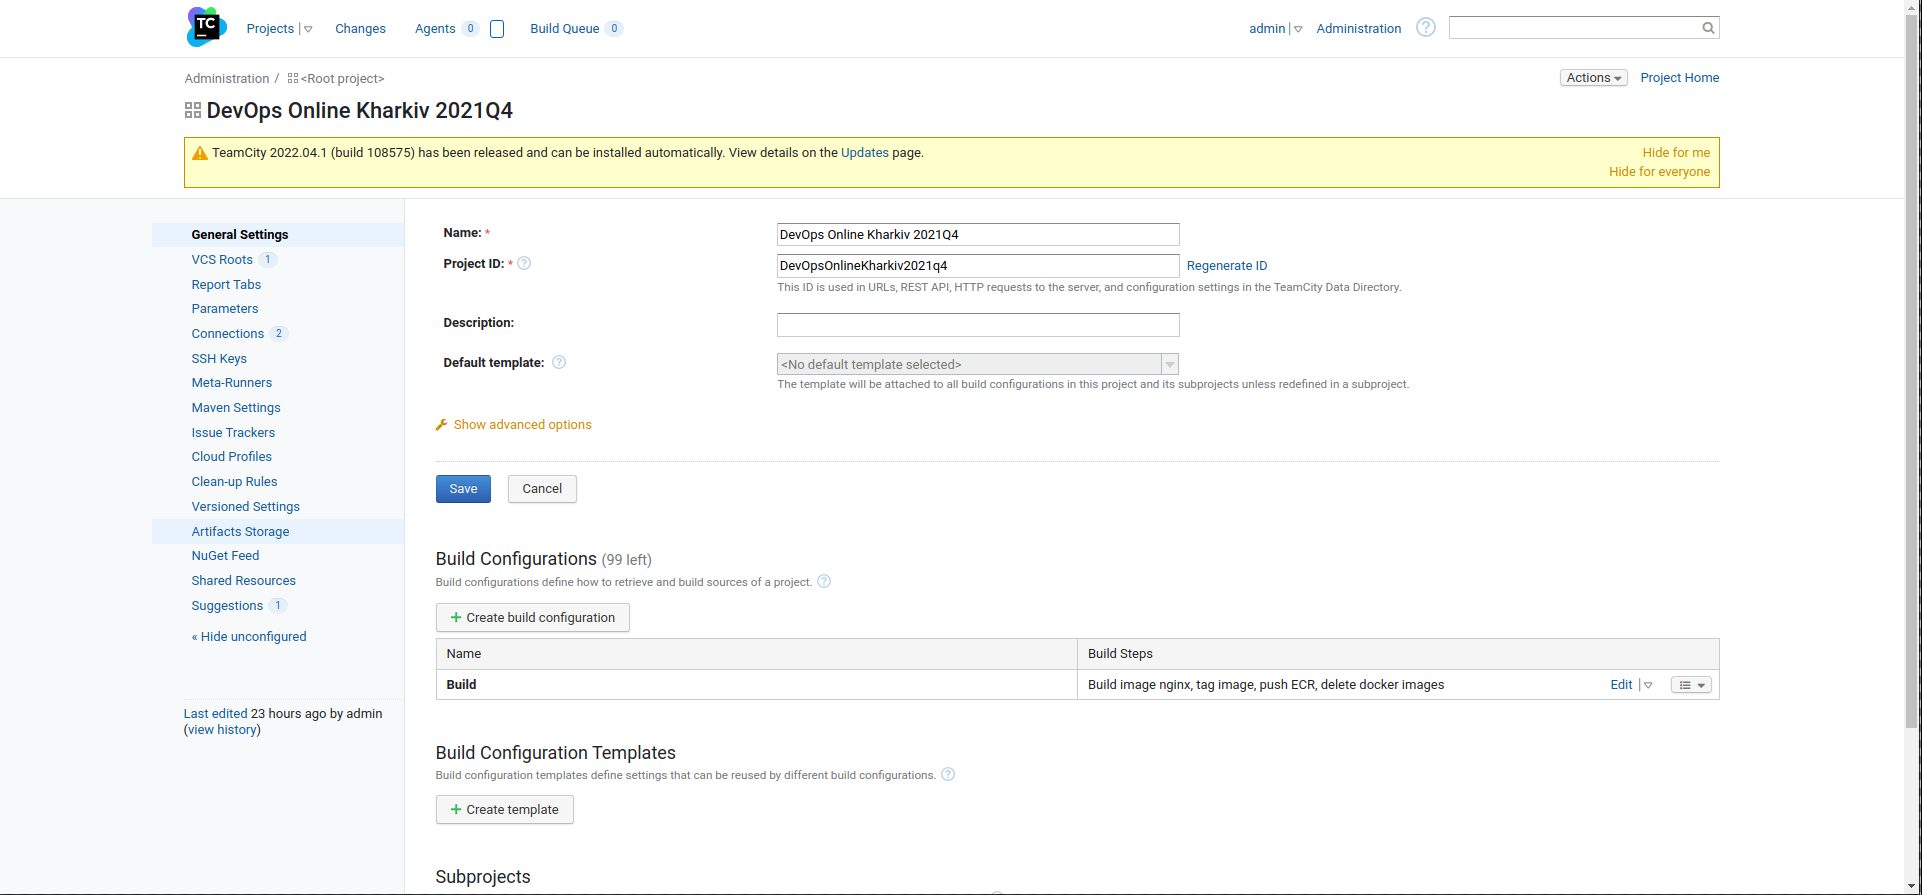 TC
Projects
Changes
Agents 0
Build Queue 0
admin
Administration
?
Administration / <Root project>
Actions
Project Home
DevOps Online Kharkiv 2021Q4
TeamCity 2022.04.1 (build 108575) has been released and can be installed automatically. View details on the Updates page.
Hide for me
Hide for everyone
General Settings
VCS Roots 1
Report Tabs
Parameters
Connections 2
SSH Keys
Meta-Runners
Maven Settings
Issue Trackers
Cloud Profiles
Clean-up Rules
Versioned Settings
Artifacts Storage
NuGet Feed
Shared Resources
Suggestions 1
« Hide unconfigured
Last edited 23 hours ago by admin
(view history)
Name: * DevOps Online Kharkiv 2021Q4
Project ID: * ? DevOpsOnlineKharkiv2021q4 Regenerate ID
This ID is used in URLs, REST API, HTTP requests to the server, and configuration settings in the TeamCity Data Directory.
Description:
Default template: ? <No default template selected>
The template will be attached to all build configurations in this project and its subprojects unless redefined in a subproject.
Show advanced options
Save
Cancel
Build Configurations (99 left)
Build configurations define how to retrieve and build sources of a project. ?
+ Create build configuration
Name Build Steps
Build Build image nginx, tag image, push ECR, delete docker images Edit
Build Configuration Templates
Build configuration templates define settings that can be reused by different build configurations. ?
+ Create template
Subprojects